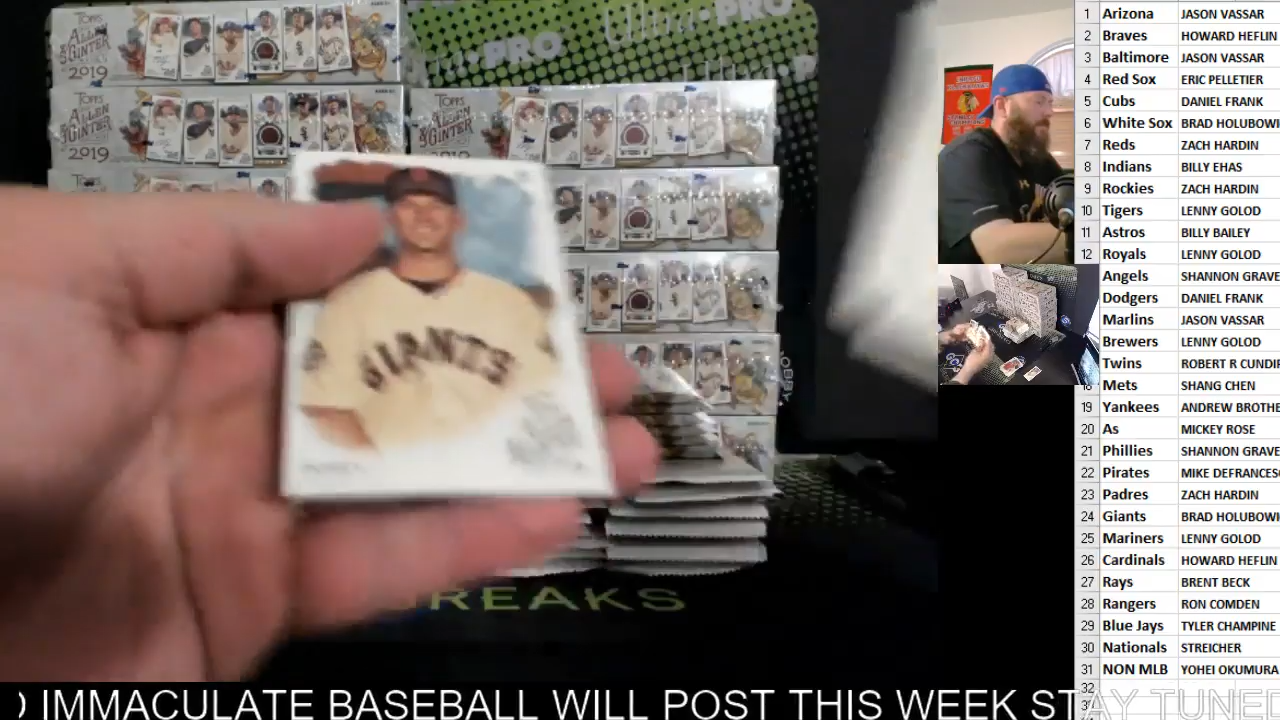 TOPPS ALLEN & GINTER 2019
Ultra·PRO
PRO
TOPPS ALLEN & GINTER 2019
TOPPS
GINTER
2019
GIANTS
REAKS
1 Arizona JASON VASSAR
2 Braves HOWARD HEFLIN
3 Baltimore JASON VASSAR
4 Red Sox ERIC PELLETIER
5 Cubs DANIEL FRANK
6 White Sox BRAD HOLUBOWI
7 Reds ZACH HARDIN
8 Indians BILLY EHAS
9 Rockies ZACH HARDIN
10 Tigers LENNY GOLOD
11 Astros BILLY BAILEY
12 Royals LENNY GOLOD
Angels SHANNON GRAVE
Dodgers DANIEL FRANK
Marlins JASON VASSAR
Brewers LENNY GOLOD
Twins ROBERT R CUNDIF
18 Mets SHANG CHEN
19 Yankees ANDREW BROTHE
20 As MICKEY ROSE
21 Phillies SHANNON GRAVE
22 Pirates MIKE DEFRANCES
23 Padres ZACH HARDIN
24 Giants BRAD HOLUBOWI
25 Mariners LENNY GOLOD
26 Cardinals HOWARD HEFLIN
27 Rays BRENT BECK
28 Rangers RON COMDEN
29 Blue Jays TYLER CHAMPINE
30 Nationals STREICHER
31 NON MLB YOHEI OKUMURA
32
) IMMACULATE BASEBALL WILL POST THIS WEEK STAY TUNED